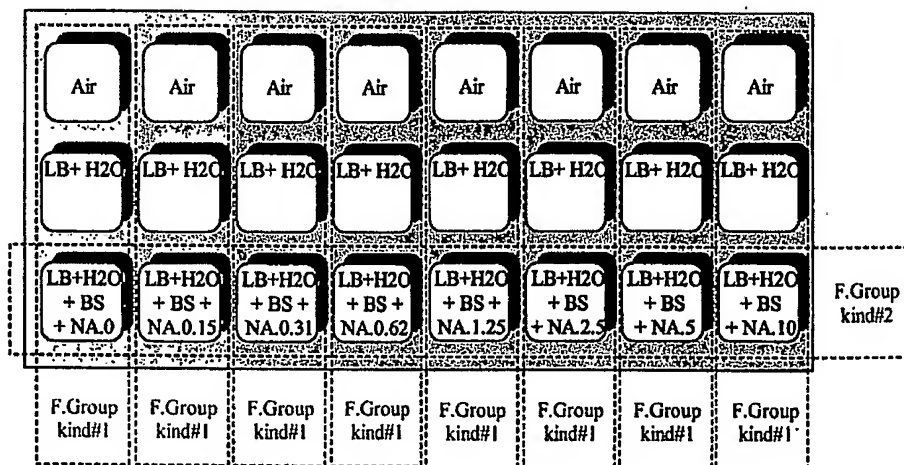 Air Air Air Air Air Air Air Air
LB+ H2O LB+ H2O LB+ H2O LB+ H2O LB+ H2O LB+ H2O LB+ H2O LB+ H2O
LB+H2O LB+H2O LB+H2O LB+H2O LB+H2O LB+H2O LB+H2O LB+H2O
+ BS + BS + + BS + + BS + + BS + + BS + BS + BS
+ NA.0 NA.0.15 NA.0.31 NA.0.62 NA.1.25 + NA.2.5 + NA.5 + NA.10
F.Group
kind#2
F.Group F.Group F.Group F.Group F.Group F.Group F.Group F.Group
kind#1 kind#1 kind#1 kind#1 kind#1 kind#1 kind#1 kind#1